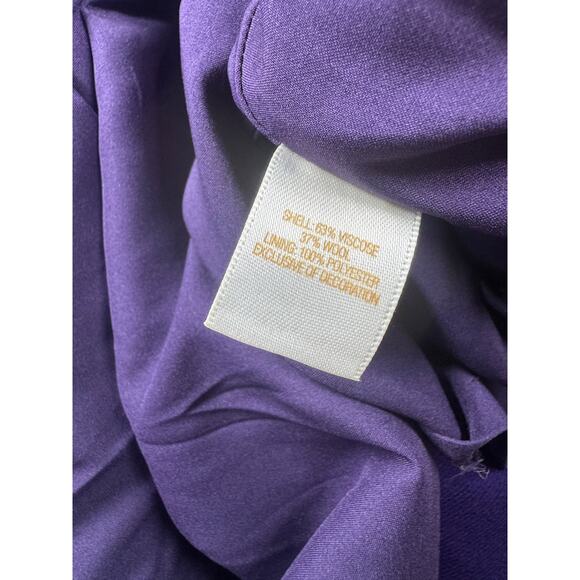 SHELL: 63% VISCOSE
37% WOOL
LINING: 100% POLYESTER
EXCLUSIVE OF DECORATION